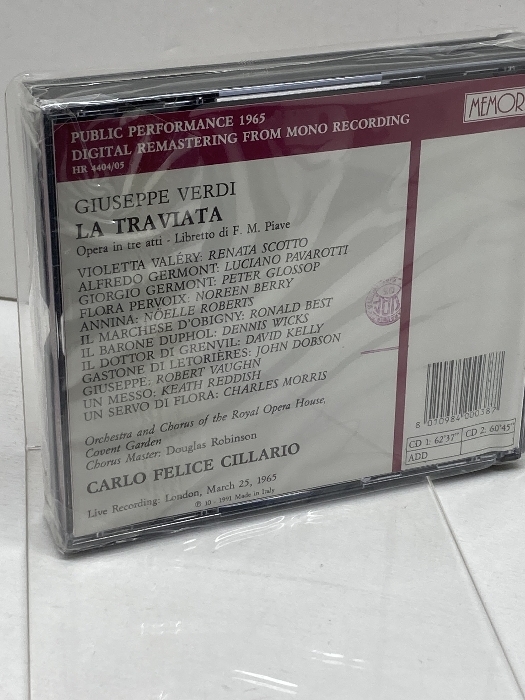 PUBLIC PERFORMANCE 1965
DIGITAL REMASTERING FROM MONO RECORDING
HR 4404/05
MEMOR
GIUSEPPE VERDI
LA TRAVIATA
Opera in tre atti - Libretto di F. M. Piave
VIOLETTA VALÉRY: RENATA SCOTTO
ALFREDO GERMONT: LUCIANO PAVAROTTI
GIORGIO GERMONT: PETER GLOSSOP
FLORA PERVOIX: NOREEN BERRY
ANNINA: NÖELLE ROBERTS
IL MARCHESE D'OBIGNY: RONALD BEST
IL BARONE DUPHOL: DENNIS WICKS
IL DOTTOR DI GRENVIL: DAVID KELLY
GASTONE DI LETORIÈRES: JOHN DOBSON
GIUSEPPE: ROBERT VAUGHN
UN MESSO: KEATH REDDISH
UN SERVO DI FLORA: CHARLES MORRIS
Orchestra and Chorus of the Royal Opera House,
Covent Garden
Chorus Master: Douglas Robinson
CARLO FELICE CILLARIO
Live Recording: London, March 25, 1965
℗ 10 - 1991 Made in Italy
8 010984 000387
CD 1: 62'37" CD 2: 60'45"
ADD